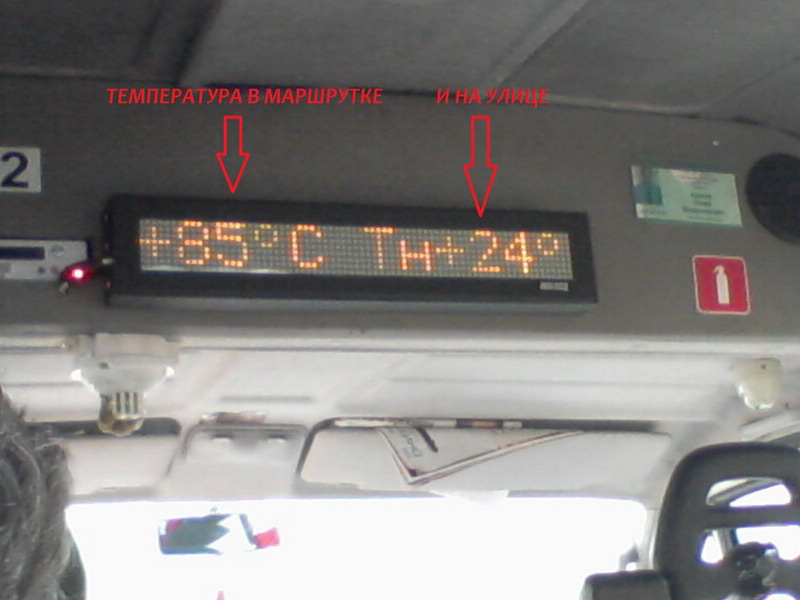 ТЕМПЕРАТУРА В МАРШРУТКЕ И НА УЛИЦЕ
2
+85°C Тн+24°